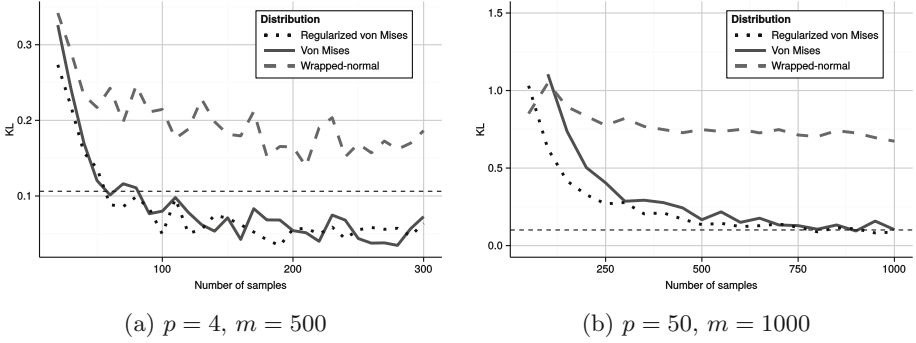 Distribution
Regularized von Mises
Von Mises
Wrapped-normal
KL
0.3
0.2
0.1
100
200
300
Number of samples
(a) p = 4, m = 500
Distribution
Regularized von Mises
Von Mises
Wrapped-normal
KL
1.5
1.0
0.5
0.0
250
500
750
1000
Number of samples
(b) p = 50, m = 1000